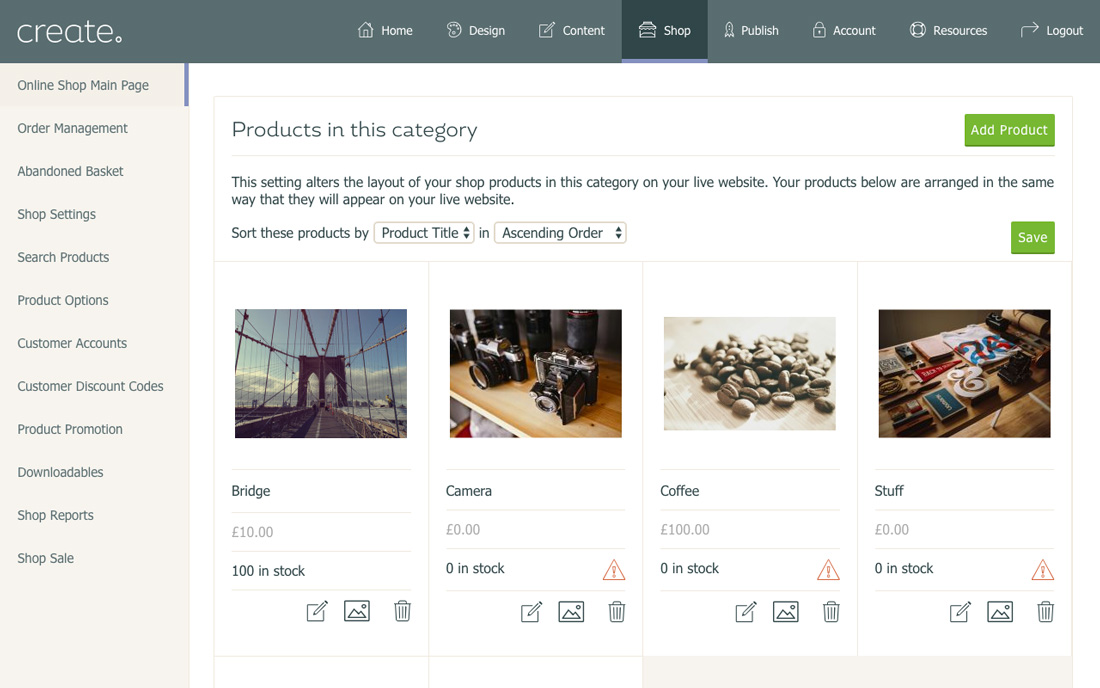 create.
Home
Design
Content
Shop
Publish
Account
Resources
Logout
Online Shop Main Page
Order Management
Abandoned Basket
Shop Settings
Search Products
Product Options
Customer Accounts
Customer Discount Codes
Product Promotion
Downloadables
Shop Reports
Shop Sale
Products in this category
Add Product
This setting alters the layout of your shop products in this category on your live website. Your products below are arranged in the same
way that they will appear on your live website.
Sort these products by Product Title in Ascending Order
Save
Bridge
£10.00
100 in stock
Camera
£0.00
0 in stock
Coffee
£100.00
0 in stock
Stuff
£0.00
0 in stock